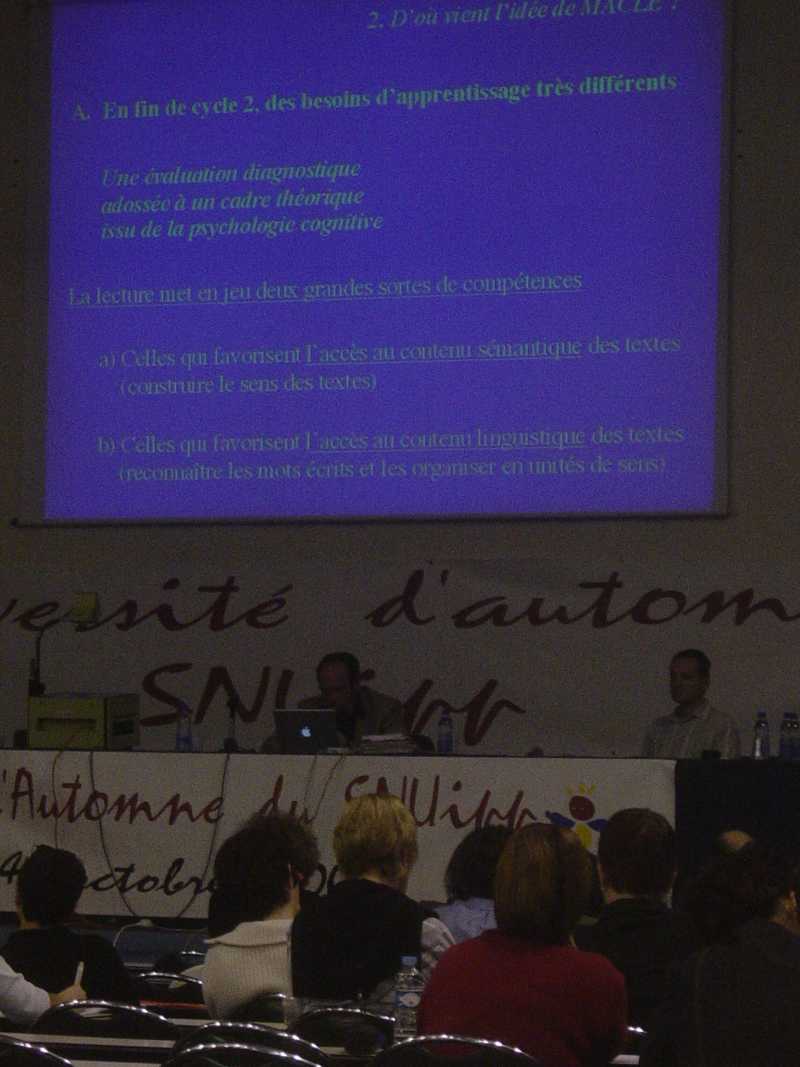 2. D'où vient l'idée de MACLE ?
A. En fin de cycle 2, des besoins d'apprentissage très différents
Une évaluation diagnostique
adossée à un cadre théorique
issu de la psychologie cognitive
La lecture met en jeu deux grandes sortes de compétences
a) Celles qui favorisent l'accès au contenu sémantique des textes
(construire le sens des textes)
b) Celles qui favorisent l'accès au contenu linguistique des textes
(reconnaître les mots écrits et les organiser en unités de sens)
versité d'autom
SNUipp
d'Automne du SNUipp
octobre